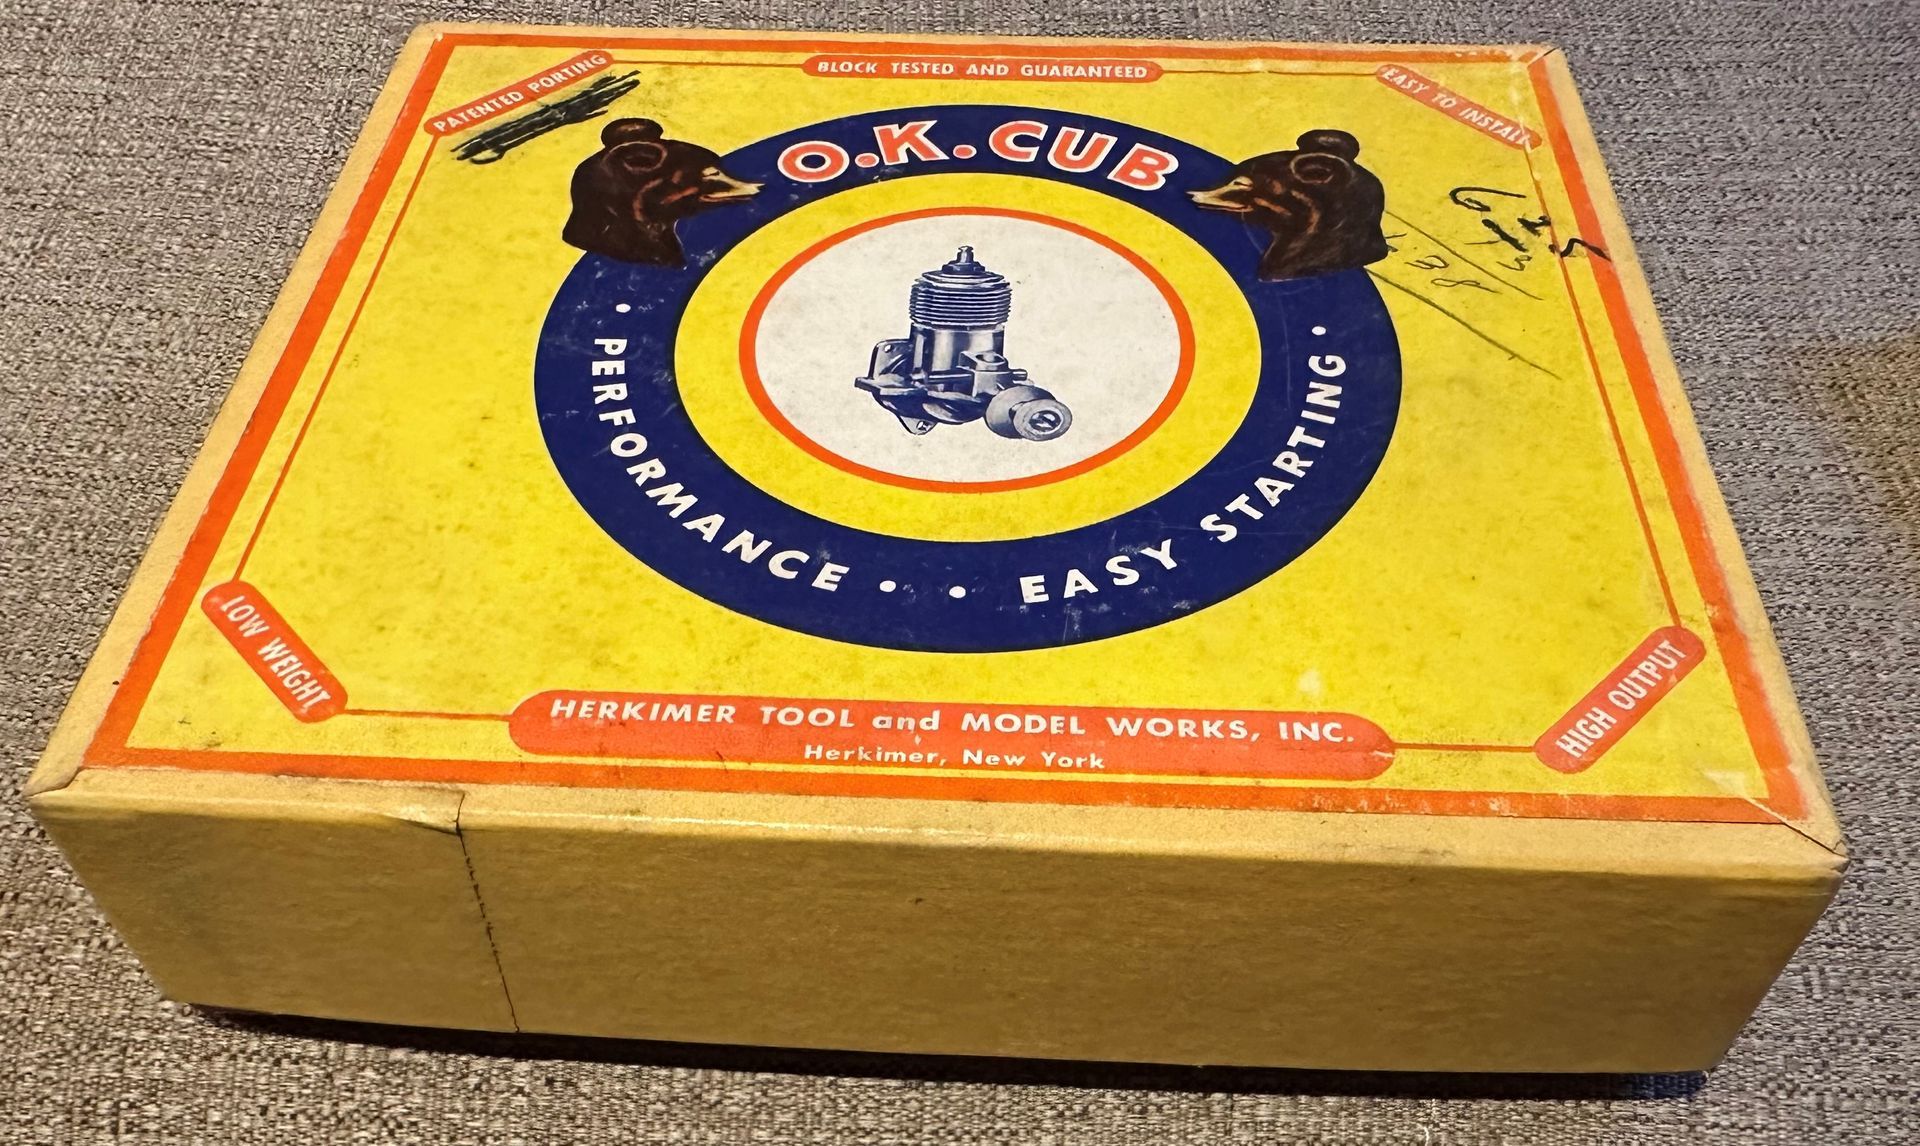 PATENTED PORTING
BLOCK TESTED AND GUARANTEED
EASY TO INSTALL
O.K. CUB
• PERFORMANCE •
• EASY STARTING •
LOW WEIGHT
HIGH OUTPUT
HERKIMER TOOL and MODEL WORKS, INC.
Herkimer, New York